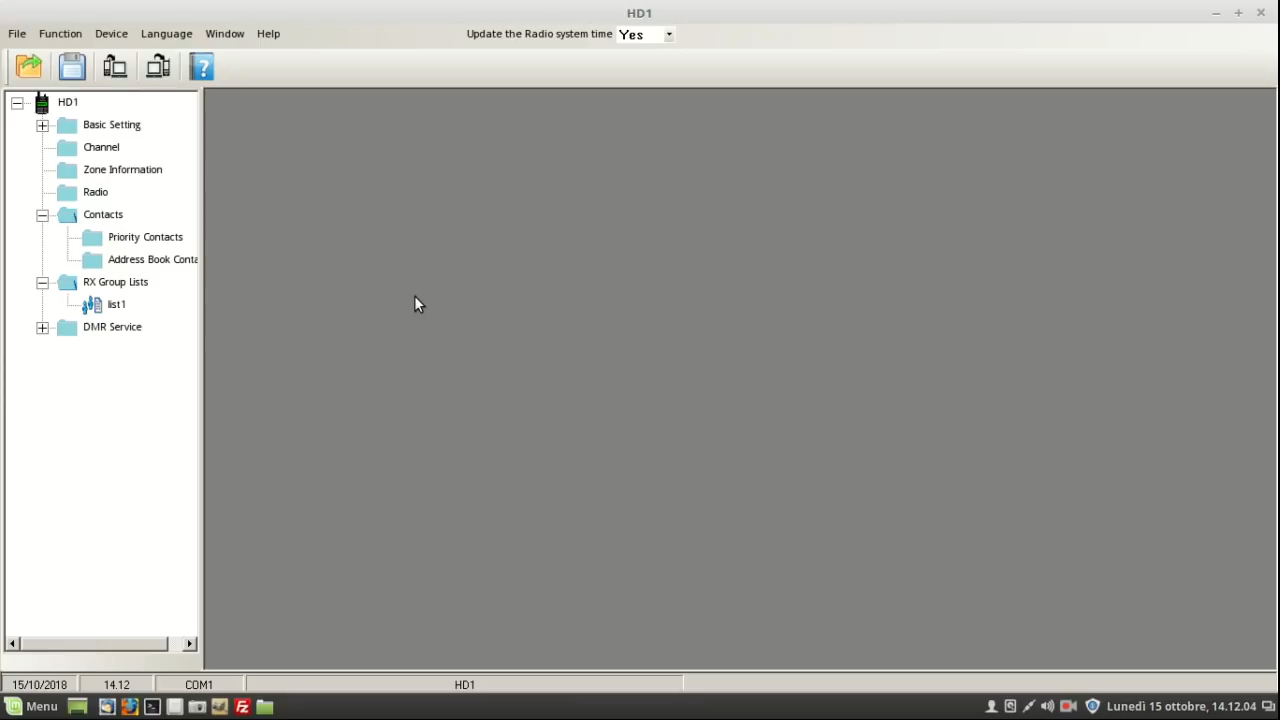 HD1
File Function Device Language Window Help Update the Radio system time Yes
HD1
Basic Setting
Channel
Zone Information
Radio
Contacts
Priority Contacts
Address Book Conta
RX Group Lists
list1
DMR Service
15/10/2018 14.12 COM1 HD1
Menu Lunedì 15 ottobre, 14.12.04